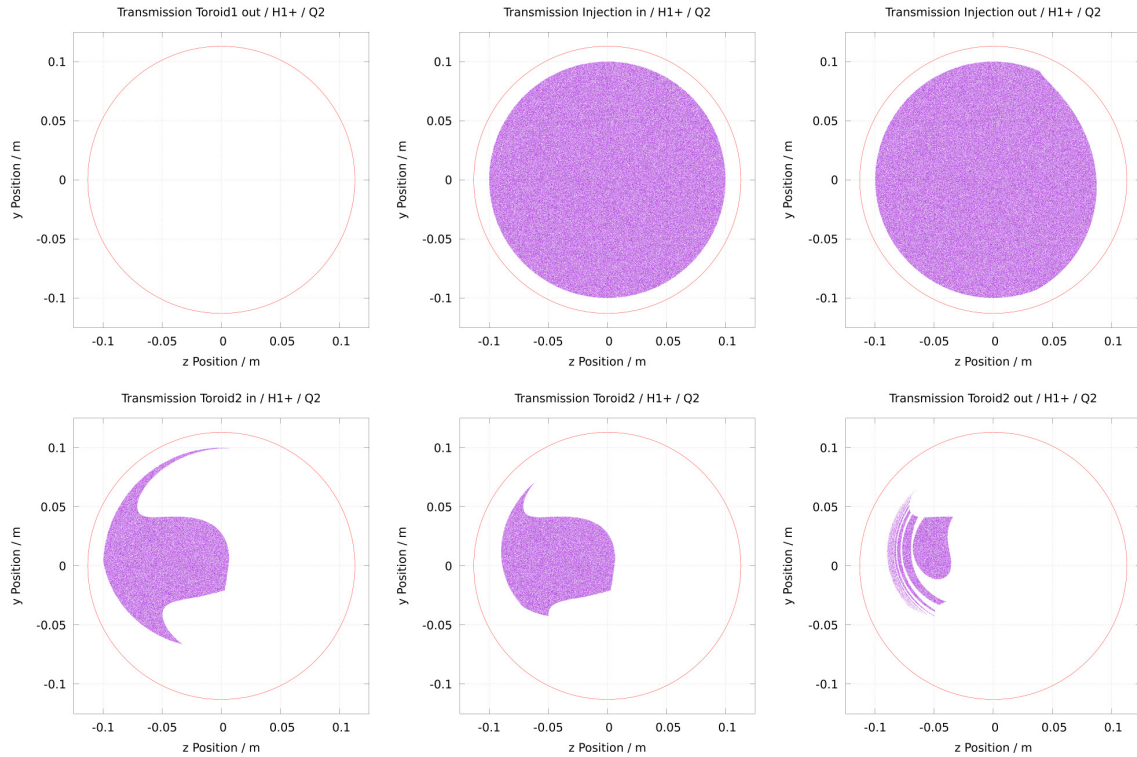 Transmission Toroid1 out / H1+ / Q2
0.1
0.05
0
-0.05
-0.1
y Position / m
-0.1 -0.05 0 0.05 0.1
z Position / m
Transmission Injection in / H1+ / Q2
0.1
0.05
0
-0.05
-0.1
y Position / m
-0.1 -0.05 0 0.05 0.1
z Position / m
Transmission Injection out / H1+ / Q2
0.1
0.05
0
-0.05
-0.1
y Position / m
-0.1 -0.05 0 0.05 0.1
z Position / m
Transmission Toroid2 in / H1+ / Q2
0.1
0.05
0
-0.05
-0.1
y Position / m
-0.1 -0.05 0 0.05 0.1
z Position / m
Transmission Toroid2 / H1+ / Q2
0.1
0.05
0
-0.05
-0.1
y Position / m
-0.1 -0.05 0 0.05 0.1
z Position / m
Transmission Toroid2 out / H1+ / Q2
0.1
0.05
0
-0.05
-0.1
y Position / m
-0.1 -0.05 0 0.05 0.1
z Position / m